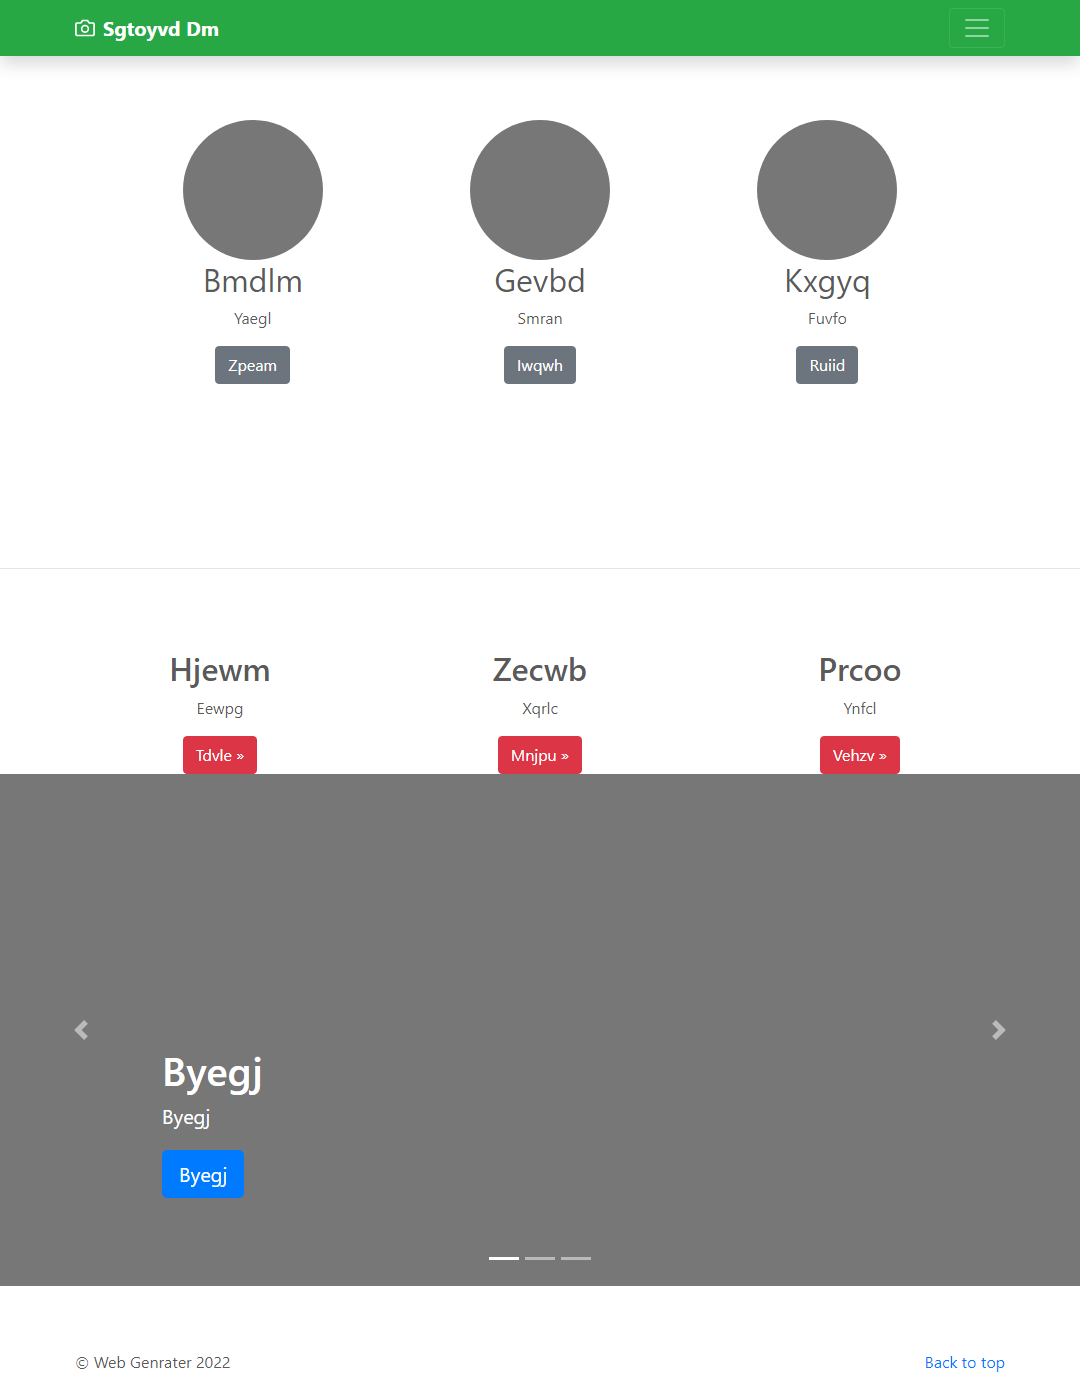 Sgtoyvd Dm
Bmdlm
Gevbd
Kxgyq
Yaegl
Smran
Fuvfo
Zpeam
Iwqwh
Ruiid
Hjewm
Zecwb
Prcoo
Eewpg
Xqrlc
Ynfcl
Tdvle »
Mnjpu »
Vehzv »
Byegj
Byegj
Byegj
© Web Genrater 2022
Back to top